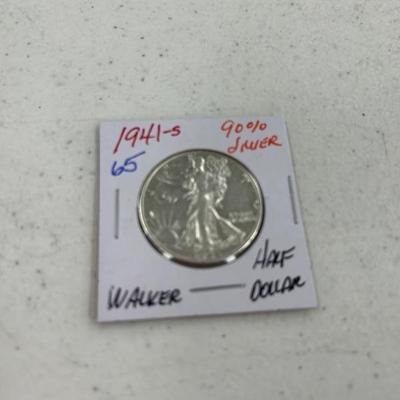 1941-S 90%
65 SILVER
WALKER — HALF
DOLLAR